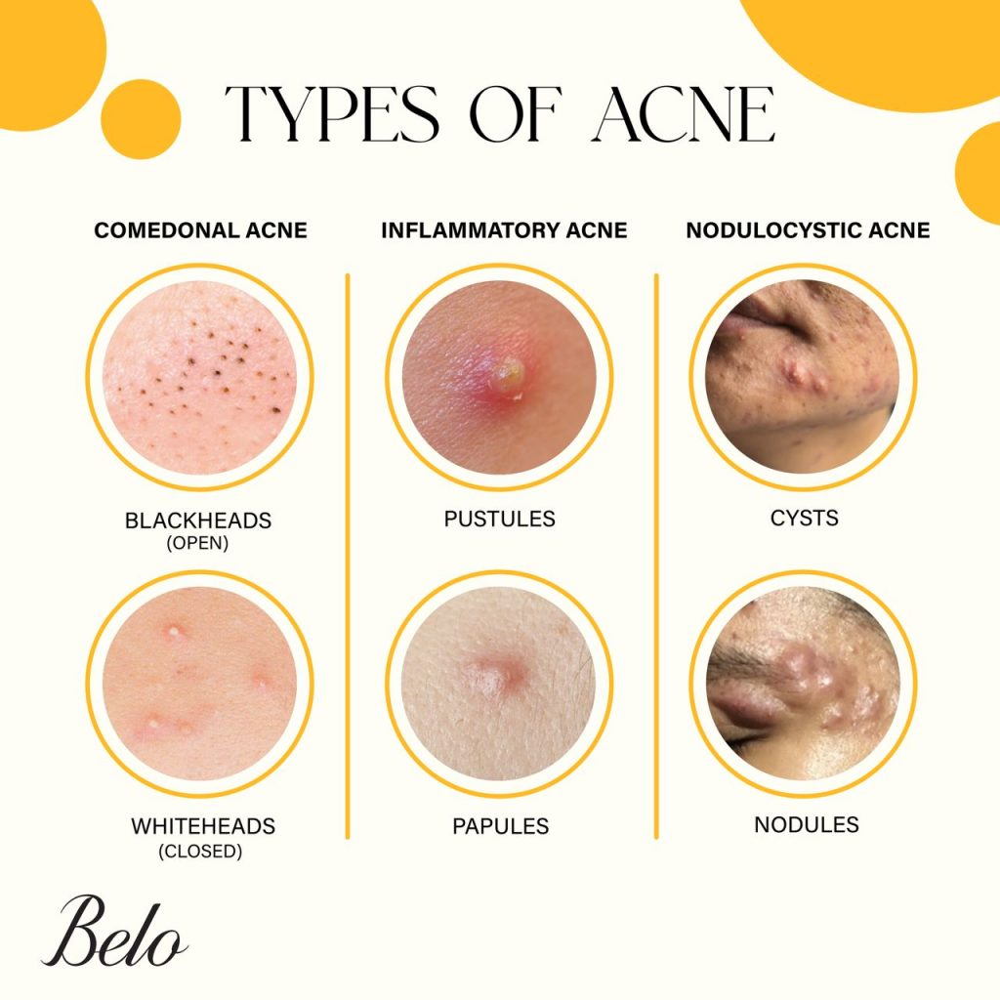 TYPES OF ACNE
COMEDONAL ACNE
BLACKHEADS
(OPEN)
WHITEHEADS
(CLOSED)
INFLAMMATORY ACNE
PUSTULES
PAPULES
NODULOCYSTIC ACNE
CYSTS
NODULES
Belo